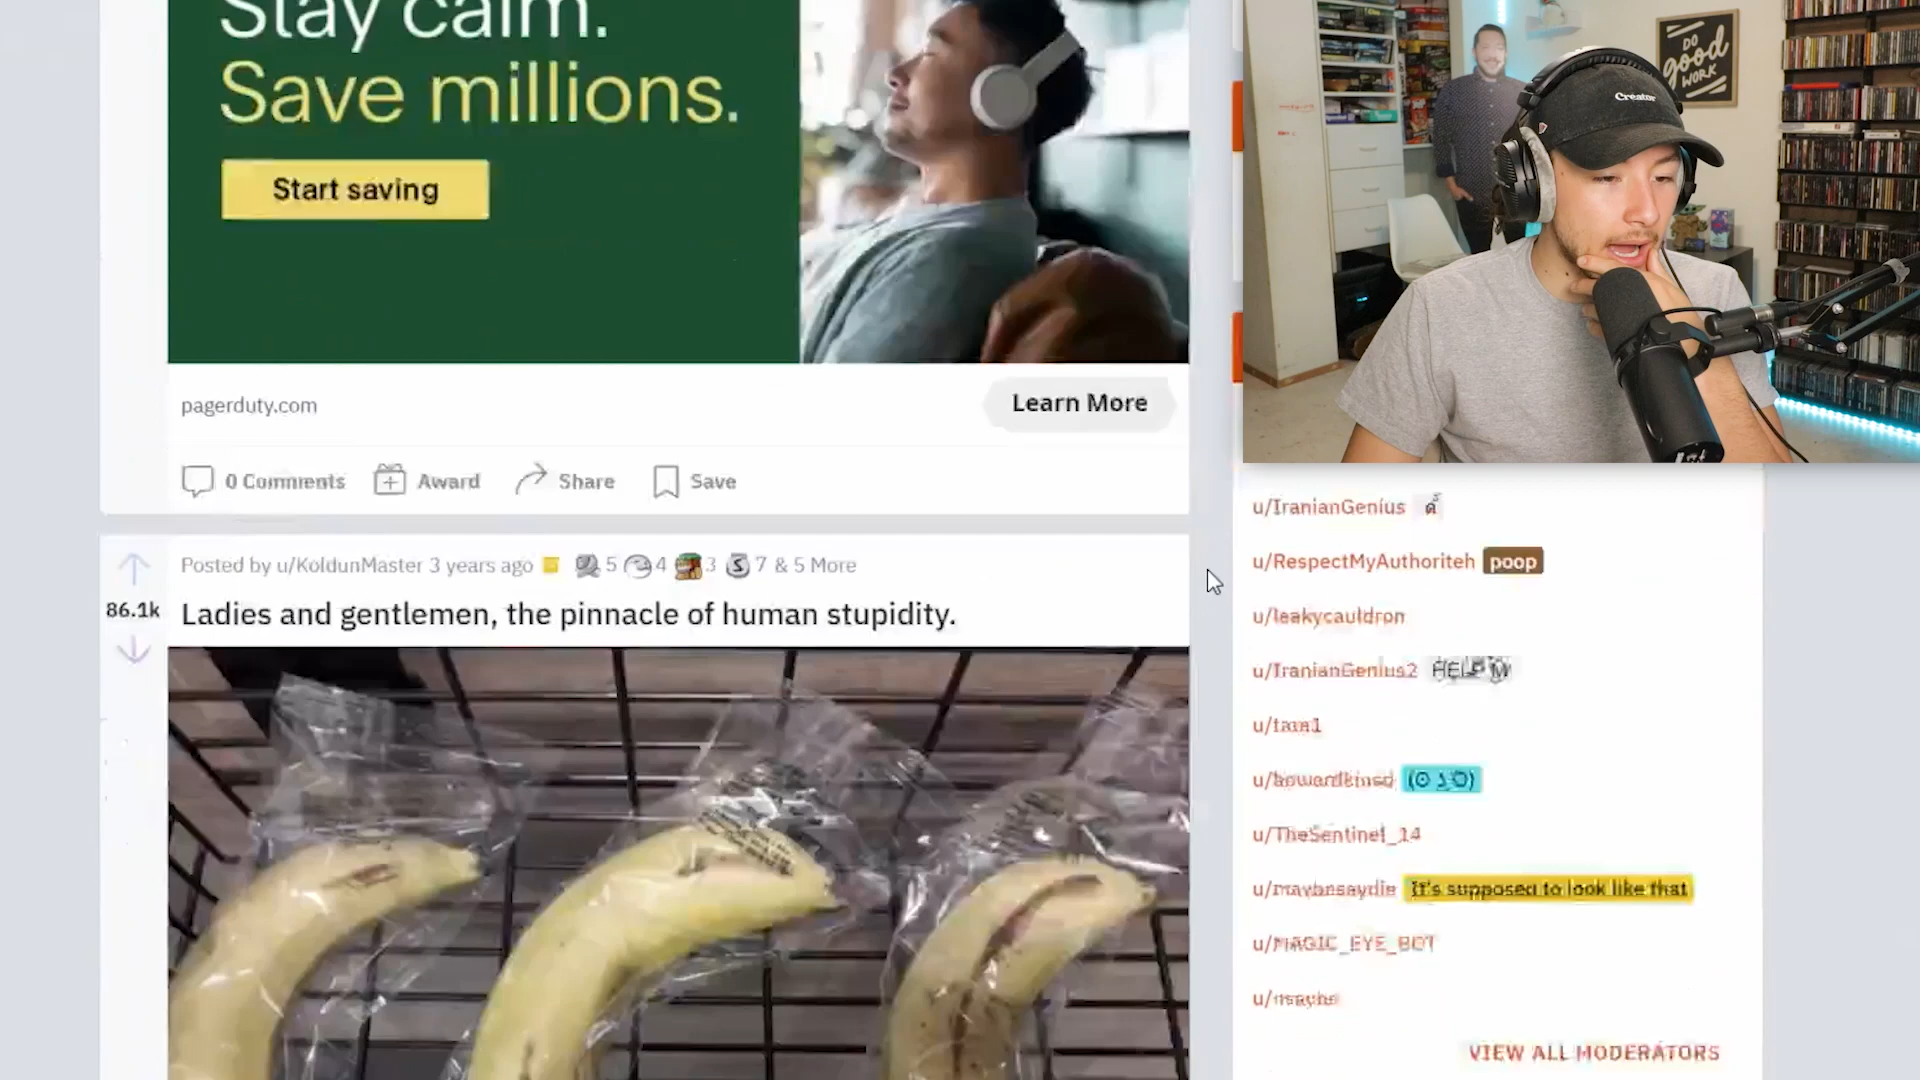 Stay calm.
Save millions.
Start saving
pagerduty.com
Learn More
0 Comments Award Share Save
Posted by u/KoldunMaster 3 years ago 5 4 3 7 & 5 More
86.1k
Ladies and gentlemen, the pinnacle of human stupidity.
DO
good
WORK
Creator
u/IranianGenius
u/RespectMyAuthoriteh poop
u/leakycauldron
u/IranianGenius2 HELP
u/TheSentinel_14
It's supposed to look like that
u/MAGIC_EYE_BOT
VIEW ALL MODERATORS